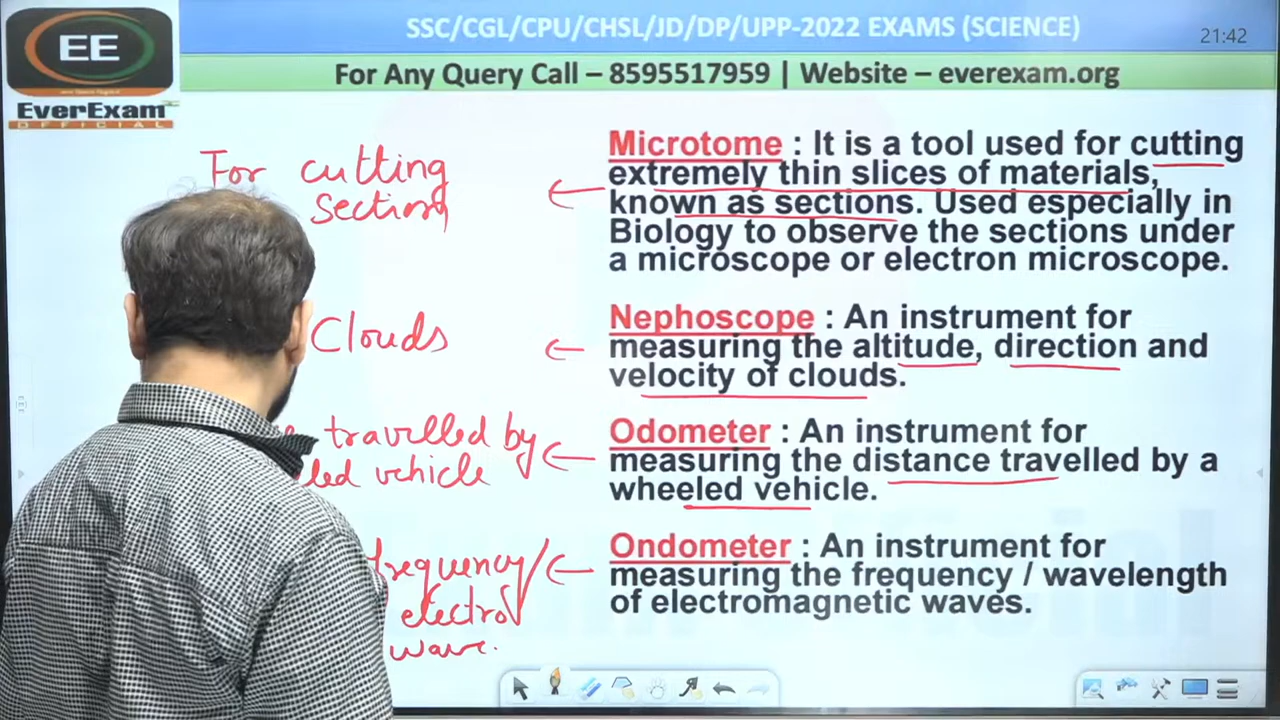 SSC/CGL/CPU/CHSL/JD/DP/UPP-2022 EXAMS (SCIENCE)
21:42
For Any Query Call – 8595517959 | Website – everexam.org
EE
EverExam
OFFICIAL
For cutting
section
Microtome : It is a tool used for cutting
extremely thin slices of materials,
known as sections. Used especially in
Biology to observe the sections under
a microscope or electron microscope.
Clouds
Nephoscope : An instrument for
measuring the altitude, direction and
velocity of clouds.
travelled by
vehicle
Odometer : An instrument for
measuring the distance travelled by a
wheeled vehicle.
frequency/
electro
wave.
Ondometer : An instrument for
measuring the frequency / wavelength
of electromagnetic waves.